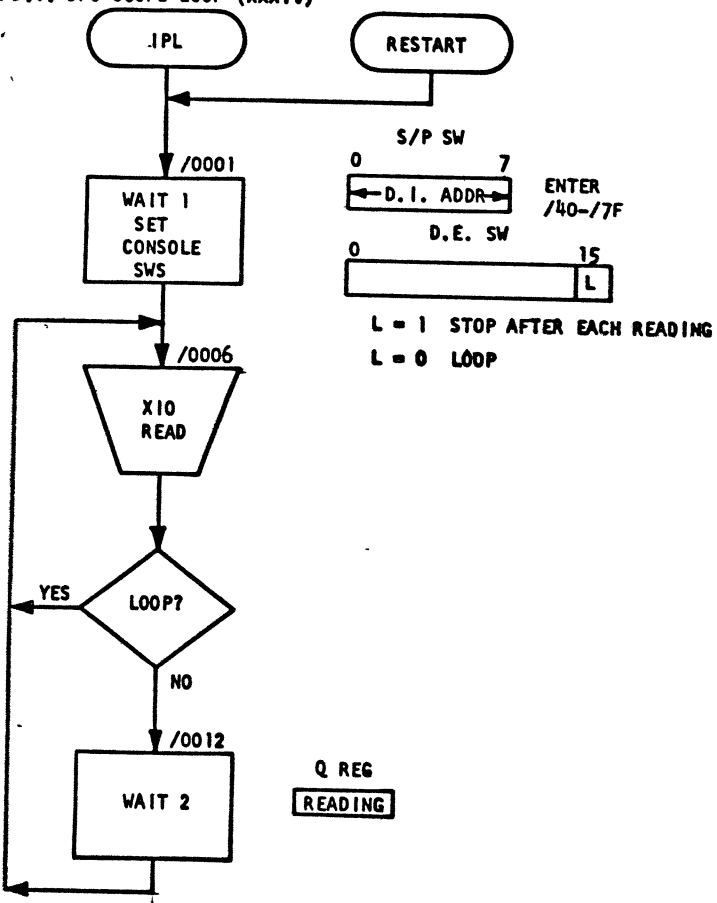 IPL
RESTART
S/P SW
0 7
/0001
D.I. ADDR
ENTER
/40-/7F
WAIT 1
SET
CONSOLE
SWS
D.E. SW
0 15
L
L = 1 STOP AFTER EACH READING
L = 0 LOOP
/0006
XIO
READ
YES
LOOP?
NO
/0012
WAIT 2
Q REG
READING